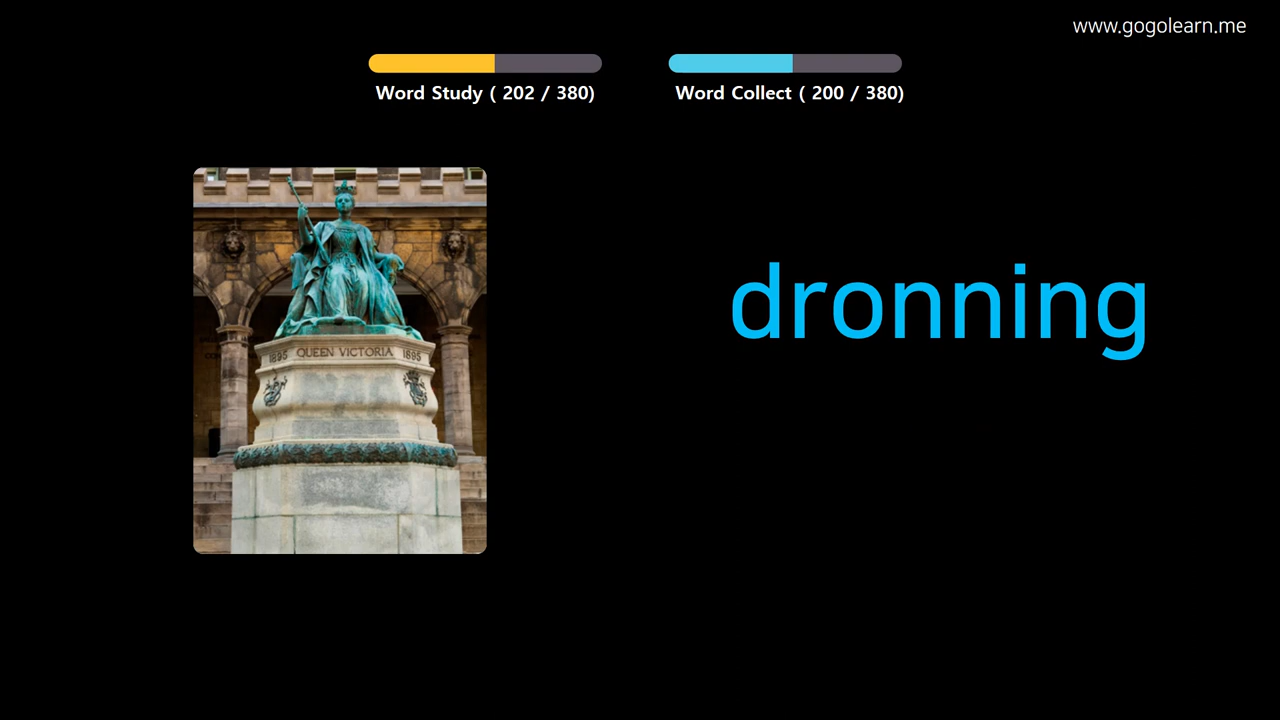 www.gogolearn.me
Word Study ( 202 / 380)
Word Collect ( 200 / 380)
dronning
1895 QUEEN VICTORIA 1895